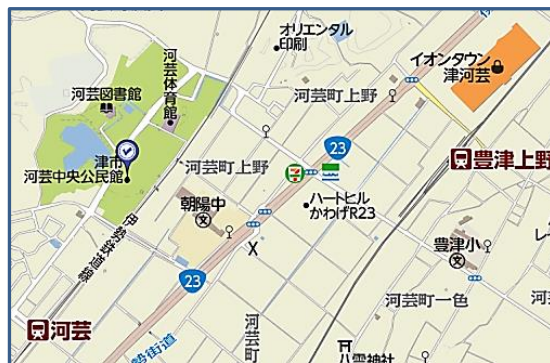 オリエンタル
印刷
イオンタウン
津河芸
河芸体育館
河芸図書館
河芸町上野
23
豊津上野
津市
河芸中央公民館
河芸町上野
7
ハートヒル
かわげR23
朝陽中
文
X
豊津小
文
伊勢鉄道線
23
河芸町一色
河芸
勢街道
河芸町
八雲神社